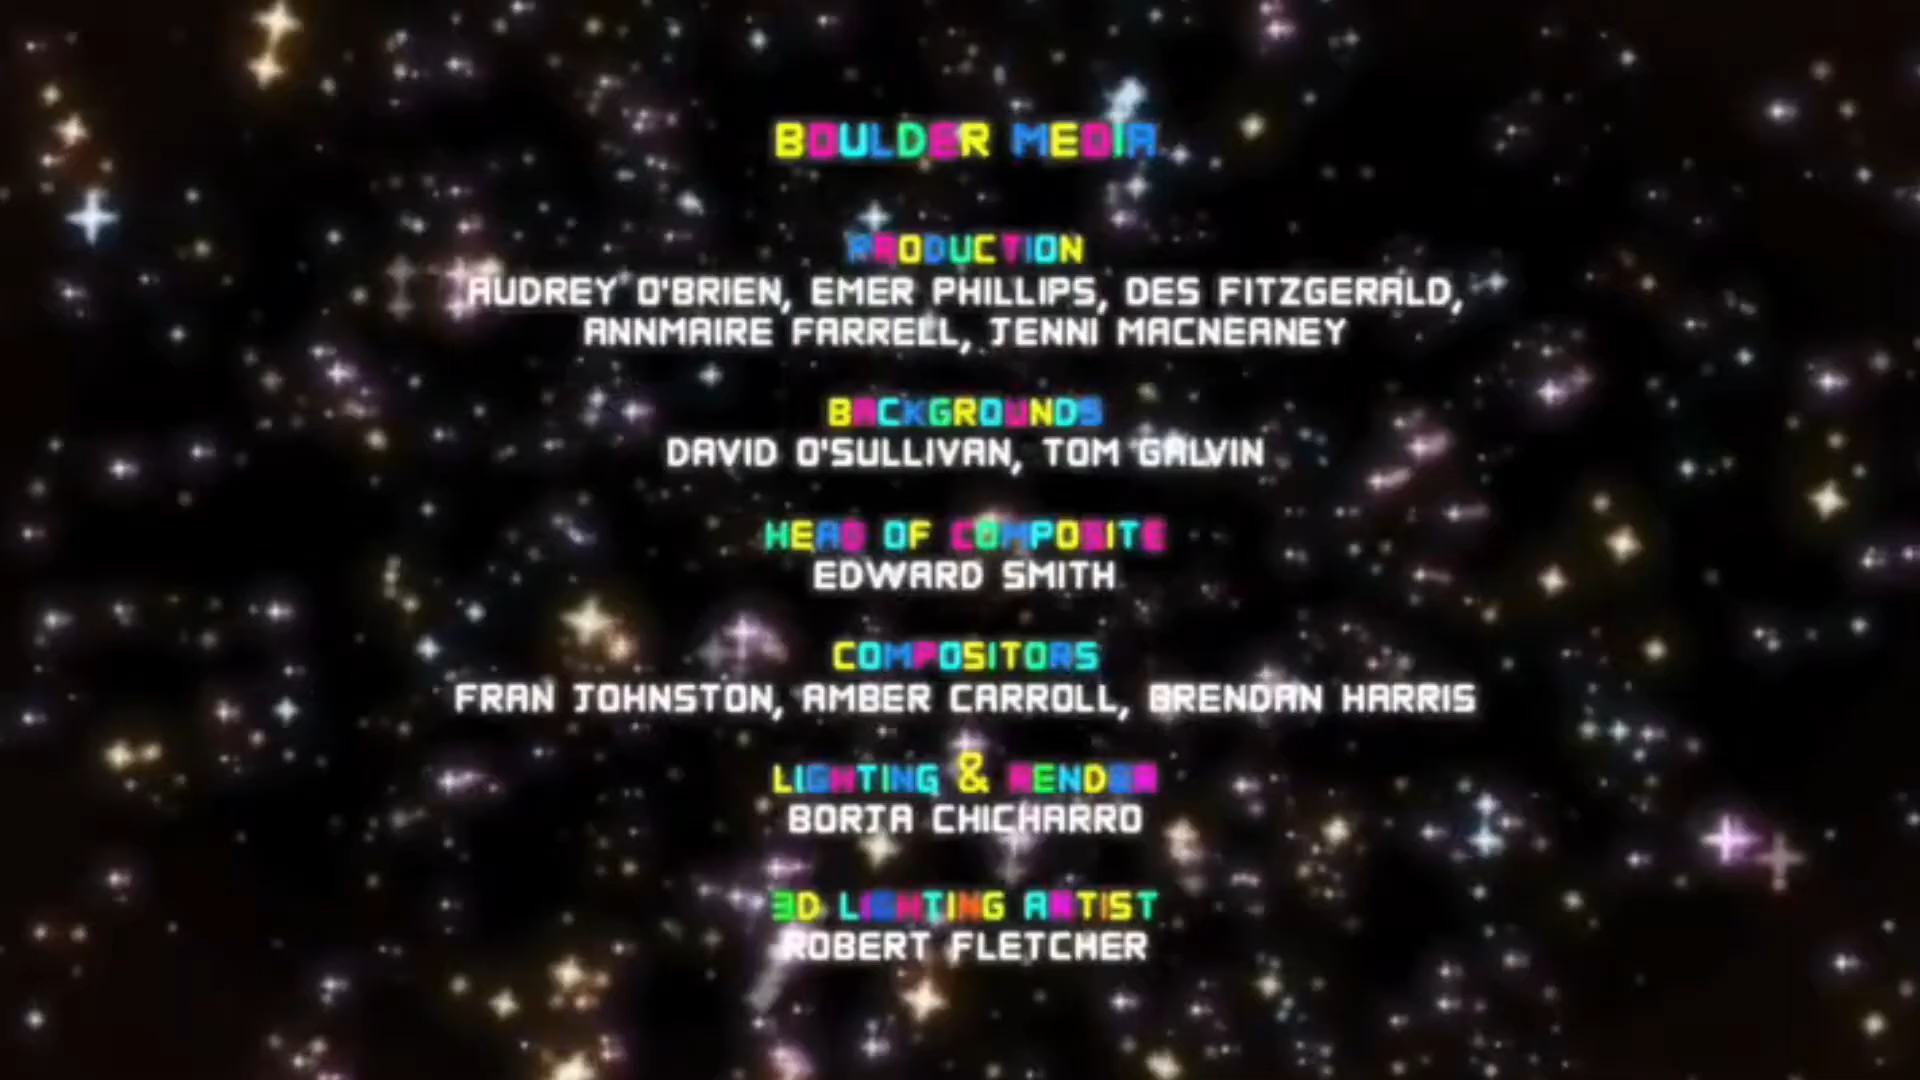 BOULDER MEDIA
PRODUCTION
AUDREY O'BRIEN, EMER PHILLIPS, DES FITZGERALD,
ANNMAIRE FARRELL, JENNI MACNEANEY
BACKGROUNDS
DAVID O'SULLIVAN, TOM GALVIN
HEAD OF COMPOSITE
EDWARD SMITH
COMPOSITORS
FRAN JOHNSTON, AMBER CARROLL, BRENDAN HARRIS
LIGHTING & RENDER
BORJA CHICHARRO
3D LIGHTING ARTIST
ROBERT FLETCHER